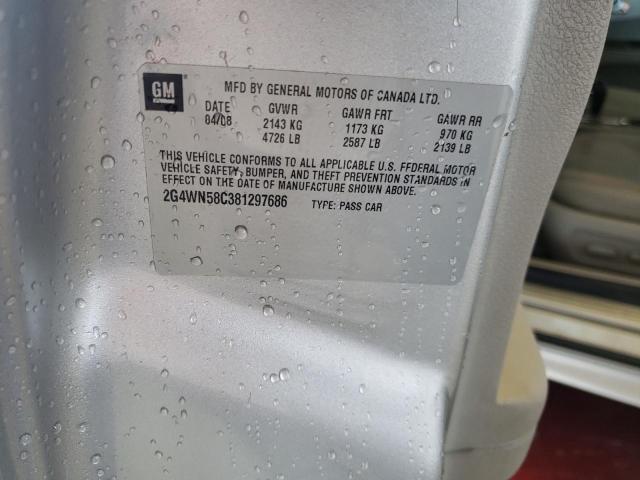 GM
MFD BY GENERAL MOTORS OF CANADA LTD.
DATE GVWR GAWR FRT GAWR RR
04/08 2143 KG 1173 KG 970 KG
4726 LB 2587 LB 2139 LB
THIS VEHICLE CONFORMS TO ALL APPLICABLE U.S. FEDERAL MOTOR
VEHICLE SAFETY, BUMPER, AND THEFT PREVENTION STANDARDS IN
EFFECT ON THE DATE OF MANUFACTURE SHOWN ABOVE.
2G4WN58C381297686 TYPE: PASS CAR